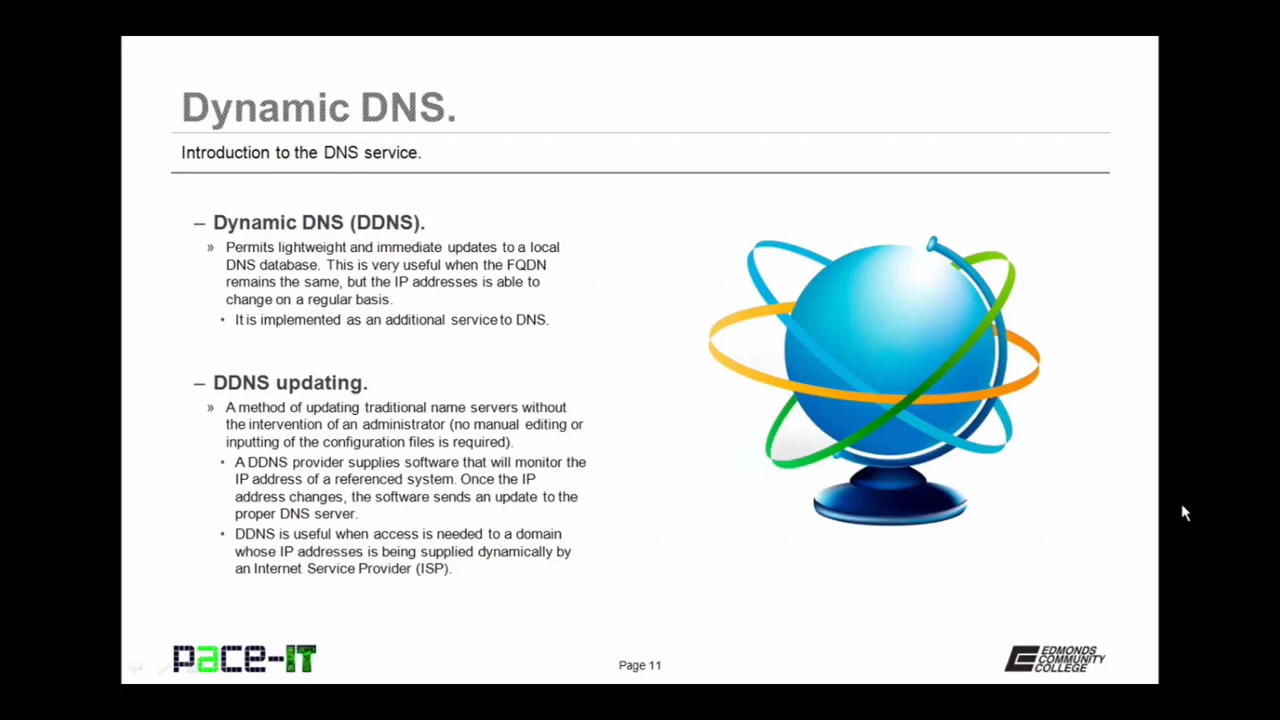 Dynamic DNS.
Introduction to the DNS service.
– Dynamic DNS (DDNS).
» Permits lightweight and immediate updates to a local
DNS database. This is very useful when the FQDN
remains the same, but the IP addresses is able to
change on a regular basis.
• It is implemented as an additional service to DNS.
– DDNS updating.
» A method of updating traditional name servers without
the intervention of an administrator (no manual editing or
inputting of the configuration files is required).
• A DDNS provider supplies software that will monitor the
IP address of a referenced system. Once the IP
address changes, the software sends an update to the
proper DNS server.
• DDNS is useful when access is needed to a domain
whose IP addresses is being supplied dynamically by
an Internet Service Provider (ISP).
pace-IT
Page 11
EDMONDS
COMMUNITY
COLLEGE